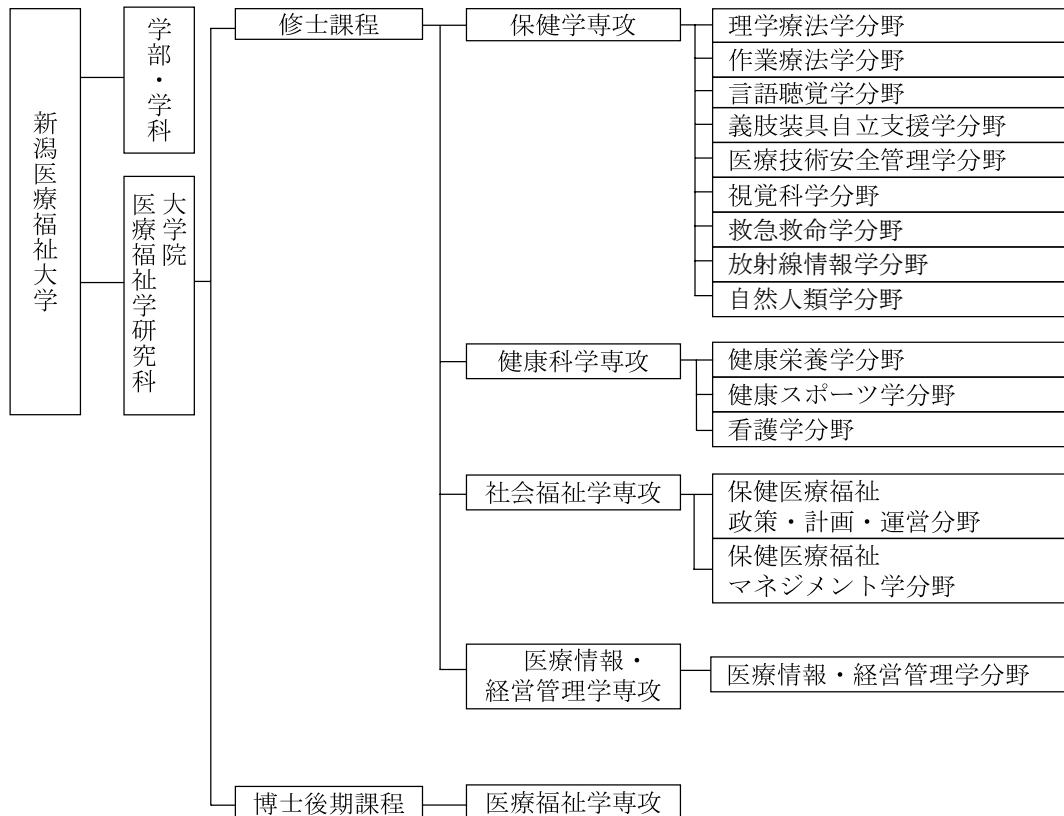 新潟医療福祉大学
学部・学科
大学院
医療福祉学研究科
修士課程
保健学専攻
理学療法学分野
作業療法学分野
言語聴覚学分野
義肢装具自立支援学分野
医療技術安全管理学分野
視覚科学分野
救急救命学分野
放射線情報学分野
自然人類学分野
健康科学専攻
健康栄養学分野
健康スポーツ学分野
看護学分野
社会福祉学専攻
保健医療福祉
政策・計画・運営分野
保健医療福祉
マネジメント学分野
医療情報・
経営管理学専攻
医療情報・経営管理学分野
博士後期課程
医療福祉学専攻